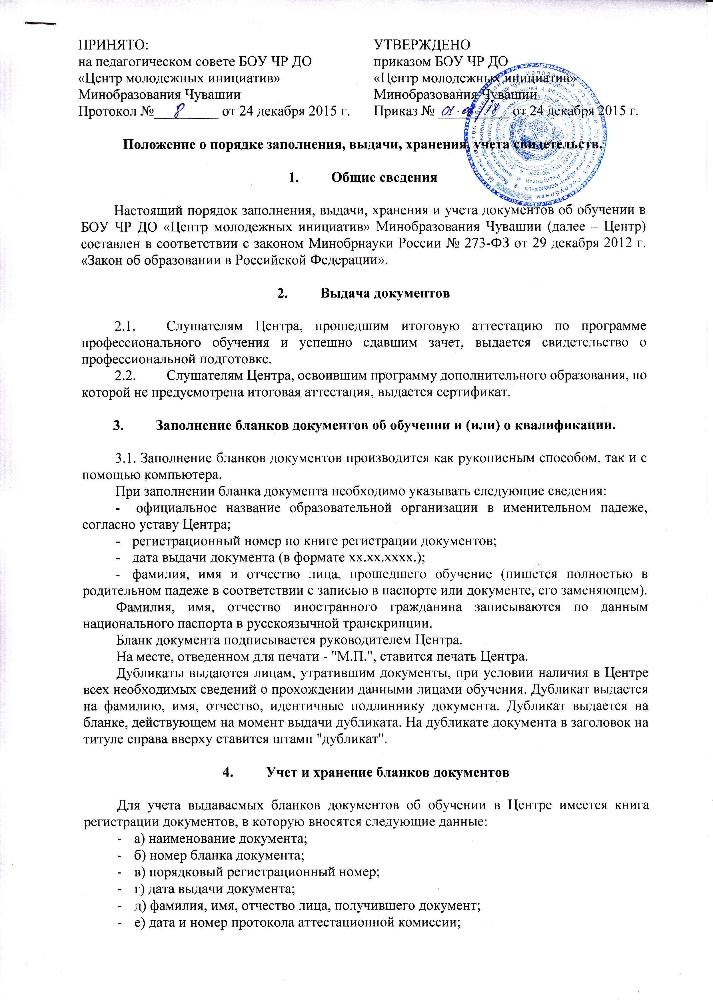 ПРИНЯТО:
на педагогическом совете БОУ ЧР ДО
«Центр молодежных инициатив»
Минобразования Чувашии
Протокол № 8 от 24 декабря 2015 г.
УТВЕРЖДЕНО
приказом БОУ ЧР ДО
«Центр молодежных инициатив»
Минобразования Чувашии
Приказ № от 24 декабря 2015 г.
Положение о порядке заполнения, выдачи, хранения, учета свидетельств.
1. Общие сведения
Настоящий порядок заполнения, выдачи, хранения и учета документов об обучении в
БОУ ЧР ДО «Центр молодежных инициатив» Минобразования Чувашии (далее – Центр)
составлен в соответствии с законом Минобрнауки России № 273-ФЗ от 29 декабря 2012 г.
«Закон об образовании в Российской Федерации».
2. Выдача документов
2.1. Слушателям Центра, прошедшим итоговую аттестацию по программе
профессионального обучения и успешно сдавшим зачет, выдается свидетельство о
профессиональной подготовке.
2.2. Слушателям Центра, освоившим программу дополнительного образования, по
которой не предусмотрена итоговая аттестация, выдается сертификат.
3. Заполнение бланков документов об обучении и (или) о квалификации.
3.1. Заполнение бланков документов производится как рукописным способом, так и с
помощью компьютера.
При заполнении бланка документа необходимо указывать следующие сведения:
- официальное название образовательной организации в именительном падеже,
согласно уставу Центра;
- регистрационный номер по книге регистрации документов;
- дата выдачи документа (в формате хх.хх.хххх.);
- фамилия, имя и отчество лица, прошедшего обучение (пишется полностью в
родительном падеже в соответствии с записью в паспорте или документе, его заменяющем).
Фамилия, имя, отчество иностранного гражданина записываются по данным
национального паспорта в русскоязычной транскрипции.
Бланк документа подписывается руководителем Центра.
На месте, отведенном для печати - "М.П.", ставится печать Центра.
Дубликаты выдаются лицам, утратившим документы, при условии наличия в Центре
всех необходимых сведений о прохождении данными лицами обучения. Дубликат выдается
на фамилию, имя, отчество, идентичные подлиннику документа. Дубликат выдается на
бланке, действующем на момент выдачи дубликата. На дубликате документа в заголовок на
титуле справа вверху ставится штамп "дубликат".
4. Учет и хранение бланков документов
Для учета выдаваемых бланков документов об обучении в Центре имеется книга
регистрации документов, в которую вносятся следующие данные:
- а) наименование документа;
- б) номер бланка документа;
- в) порядковый регистрационный номер;
- г) дата выдачи документа;
- д) фамилия, имя, отчество лица, получившего документ;
- е) дата и номер протокола аттестационной комиссии;